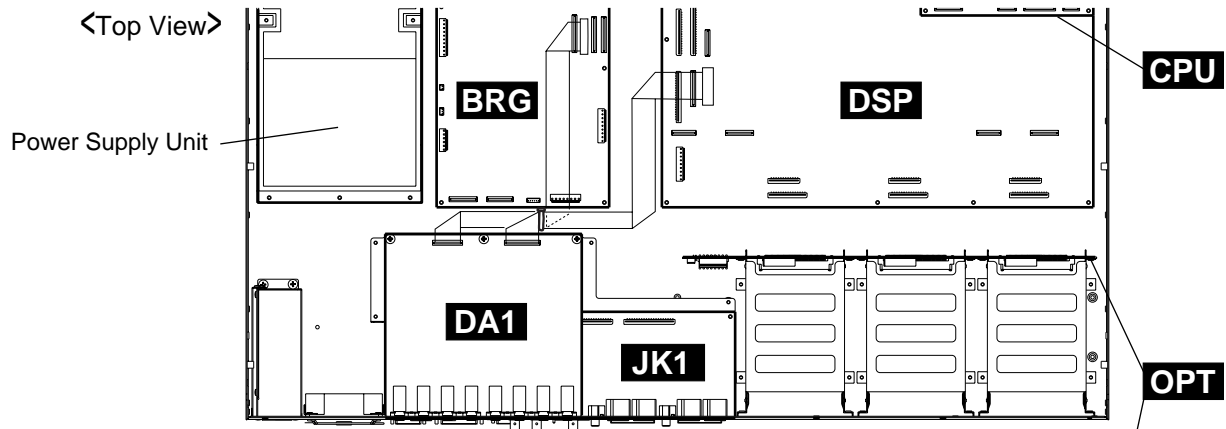 <Top View>
CPU
BRG
DSP
Power Supply Unit
DA1
JK1
OPT